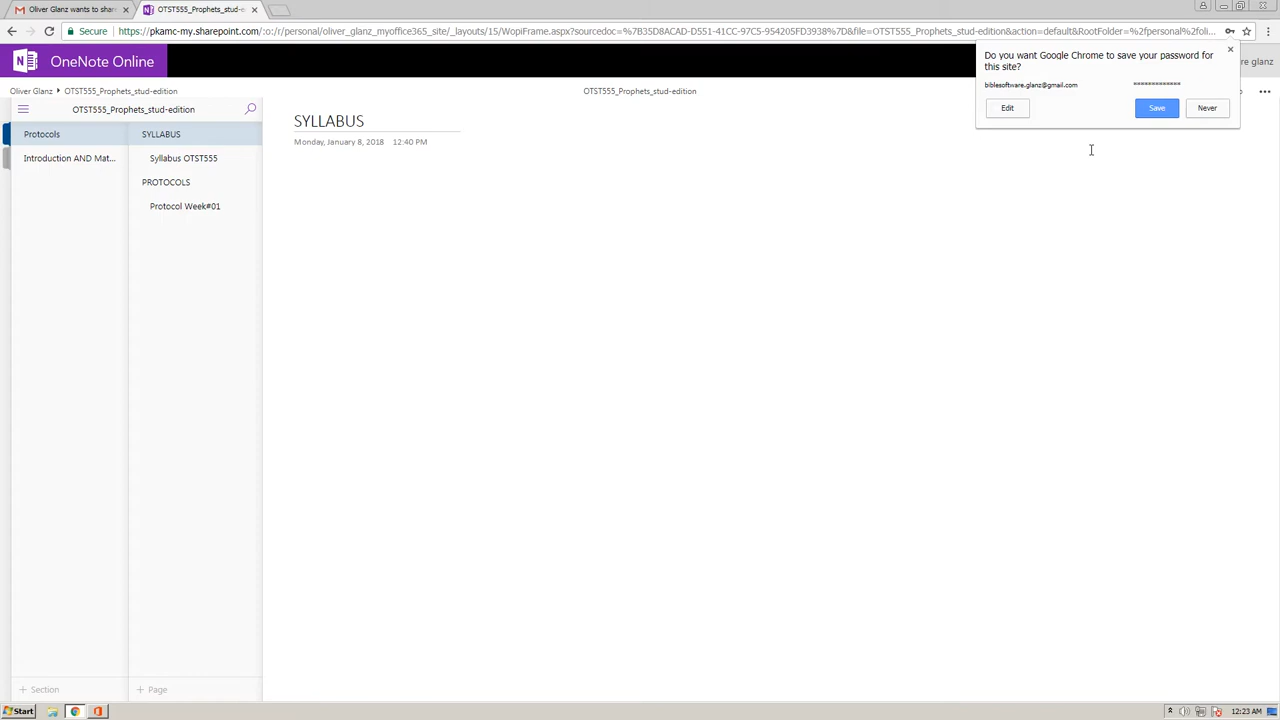 Oliver Glanz wants to shar
OTST555_Prophets_stud-e
Secure
https://pkamc-my.sharepoint.com/:o:/r/personal/oliver_glanz_myoffice365_site/_layouts/15/WopiFrame.aspx?sourcedoc=%7B35D8ACAD-D551-41CC-97C5-954205FD3938%7D&file=OTST555_Prophets_stud-edition&action=default&RootFolder=%2fpersonal%2foli...
OneNote Online
re glanz
Do you want Google Chrome to save your password for
this site?
biblesoftware.glanz@gmail.com
*************
Edit
Save
Never
Oliver Glanz
OTST555_Prophets_stud-edition
OTST555_Prophets_stud-edition
OTST555_Prophets_stud-edition
Protocols
Introduction AND Mat...
SYLLABUS
Syllabus OTST555
PROTOCOLS
Protocol Week#01
SYLLABUS
Monday, January 8, 2018 12:40 PM
+ Section
+ Page
Start
12:23 AM